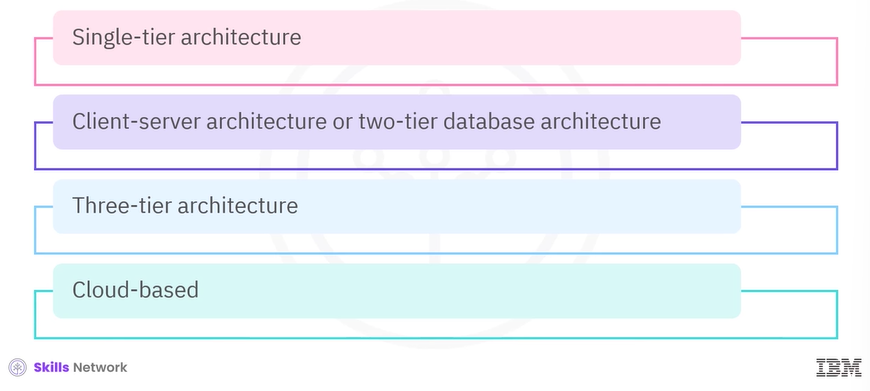 Single-tier architecture
Client-server architecture or two-tier database architecture
Three-tier architecture
Cloud-based
Skills Network
IBM